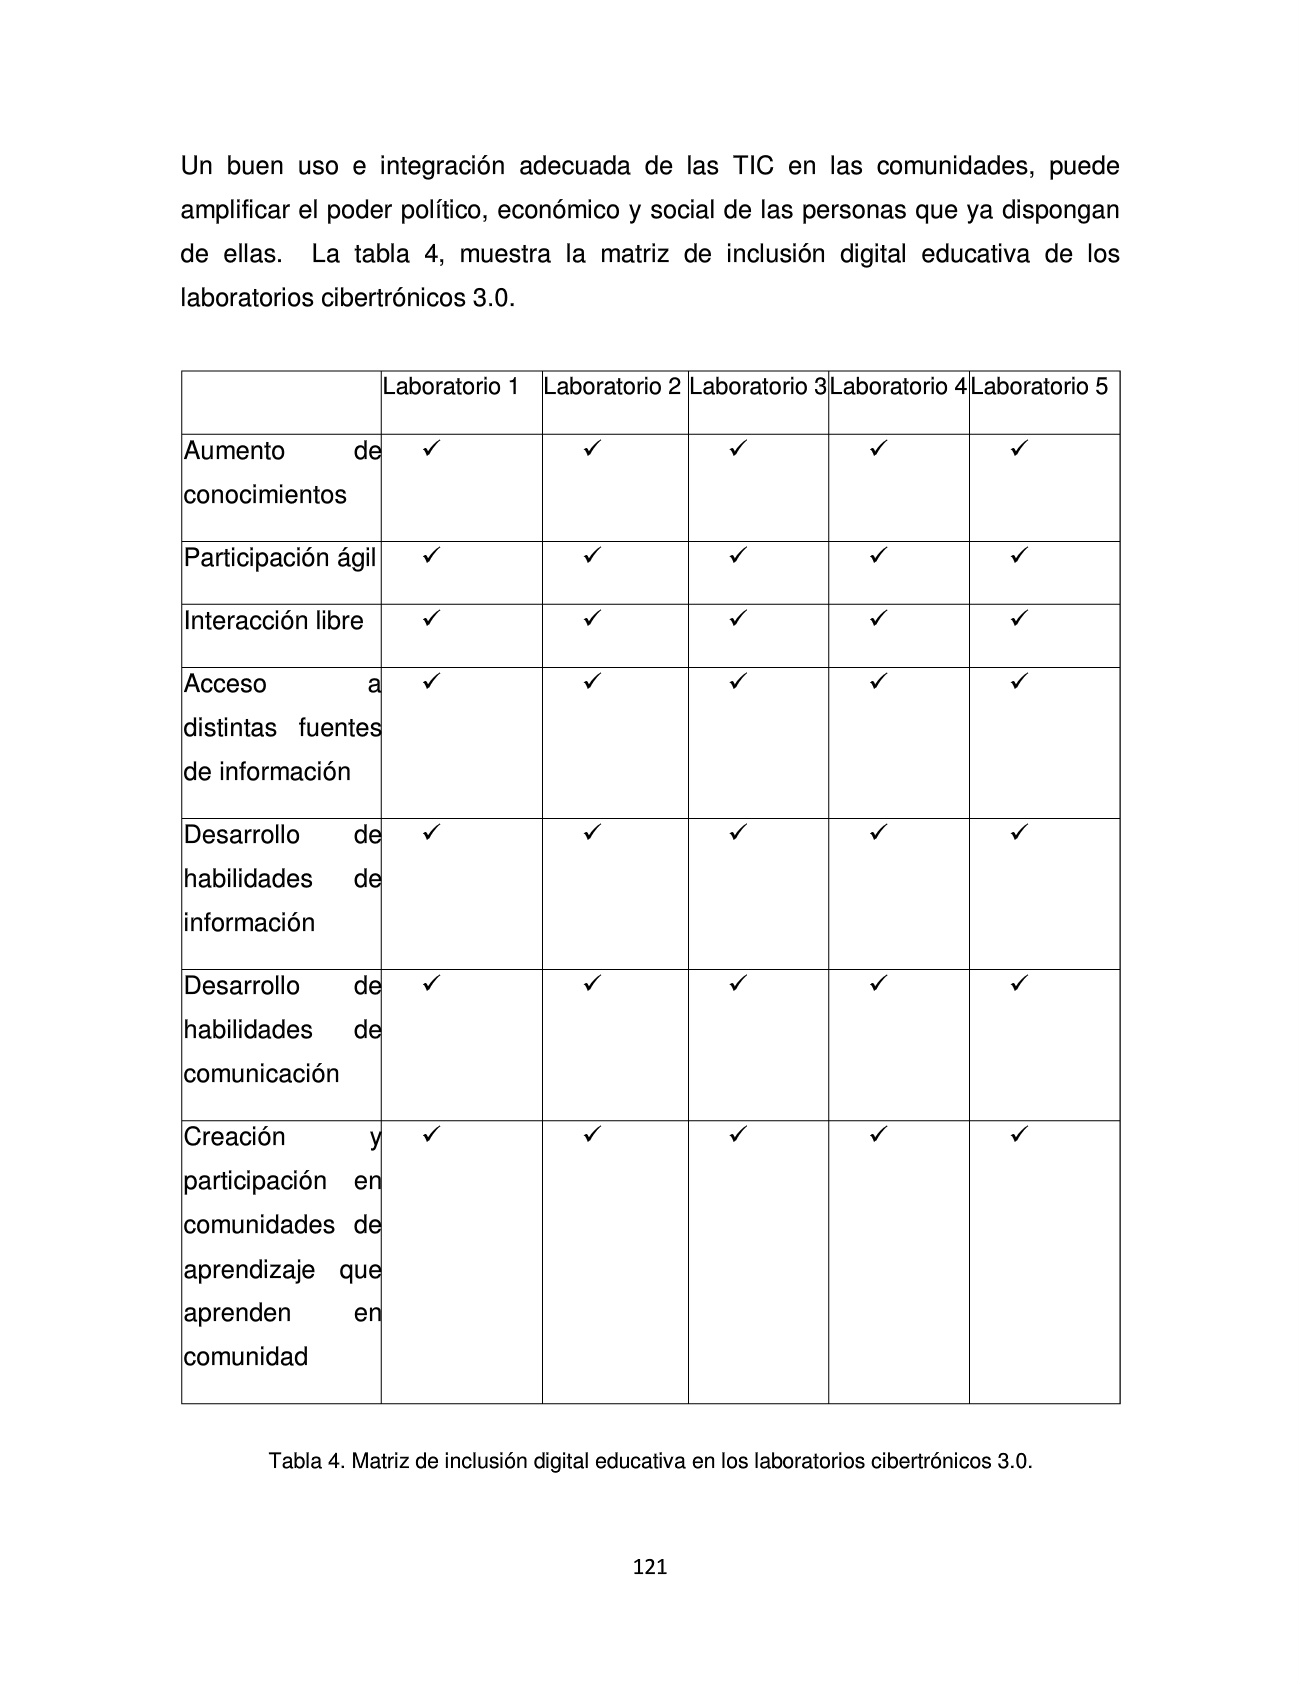 Un buen uso e integración adecuada de las TIC en las comunidades, puede
amplificar el poder político, económico y social de las personas que ya dispongan
de ellas. La tabla 4, muestra la matriz de inclusión digital educativa de los
laboratorios cibertrónicos 3.0.
Laboratorio 1 Laboratorio 2 Laboratorio 3 Laboratorio 4 Laboratorio 5
Aumento de ✓ ✓ ✓ ✓ ✓
conocimientos
Participación ágil ✓ ✓ ✓ ✓ ✓
Interacción libre ✓ ✓ ✓ ✓ ✓
Acceso a ✓ ✓ ✓ ✓ ✓
distintas fuentes
de información
Desarrollo de ✓ ✓ ✓ ✓ ✓
habilidades de
información
Desarrollo de ✓ ✓ ✓ ✓ ✓
habilidades de
comunicación
Creación y ✓ ✓ ✓ ✓ ✓
participación en
comunidades de
aprendizaje que
aprenden en
comunidad
Tabla 4. Matriz de inclusión digital educativa en los laboratorios cibertrónicos 3.0.
121